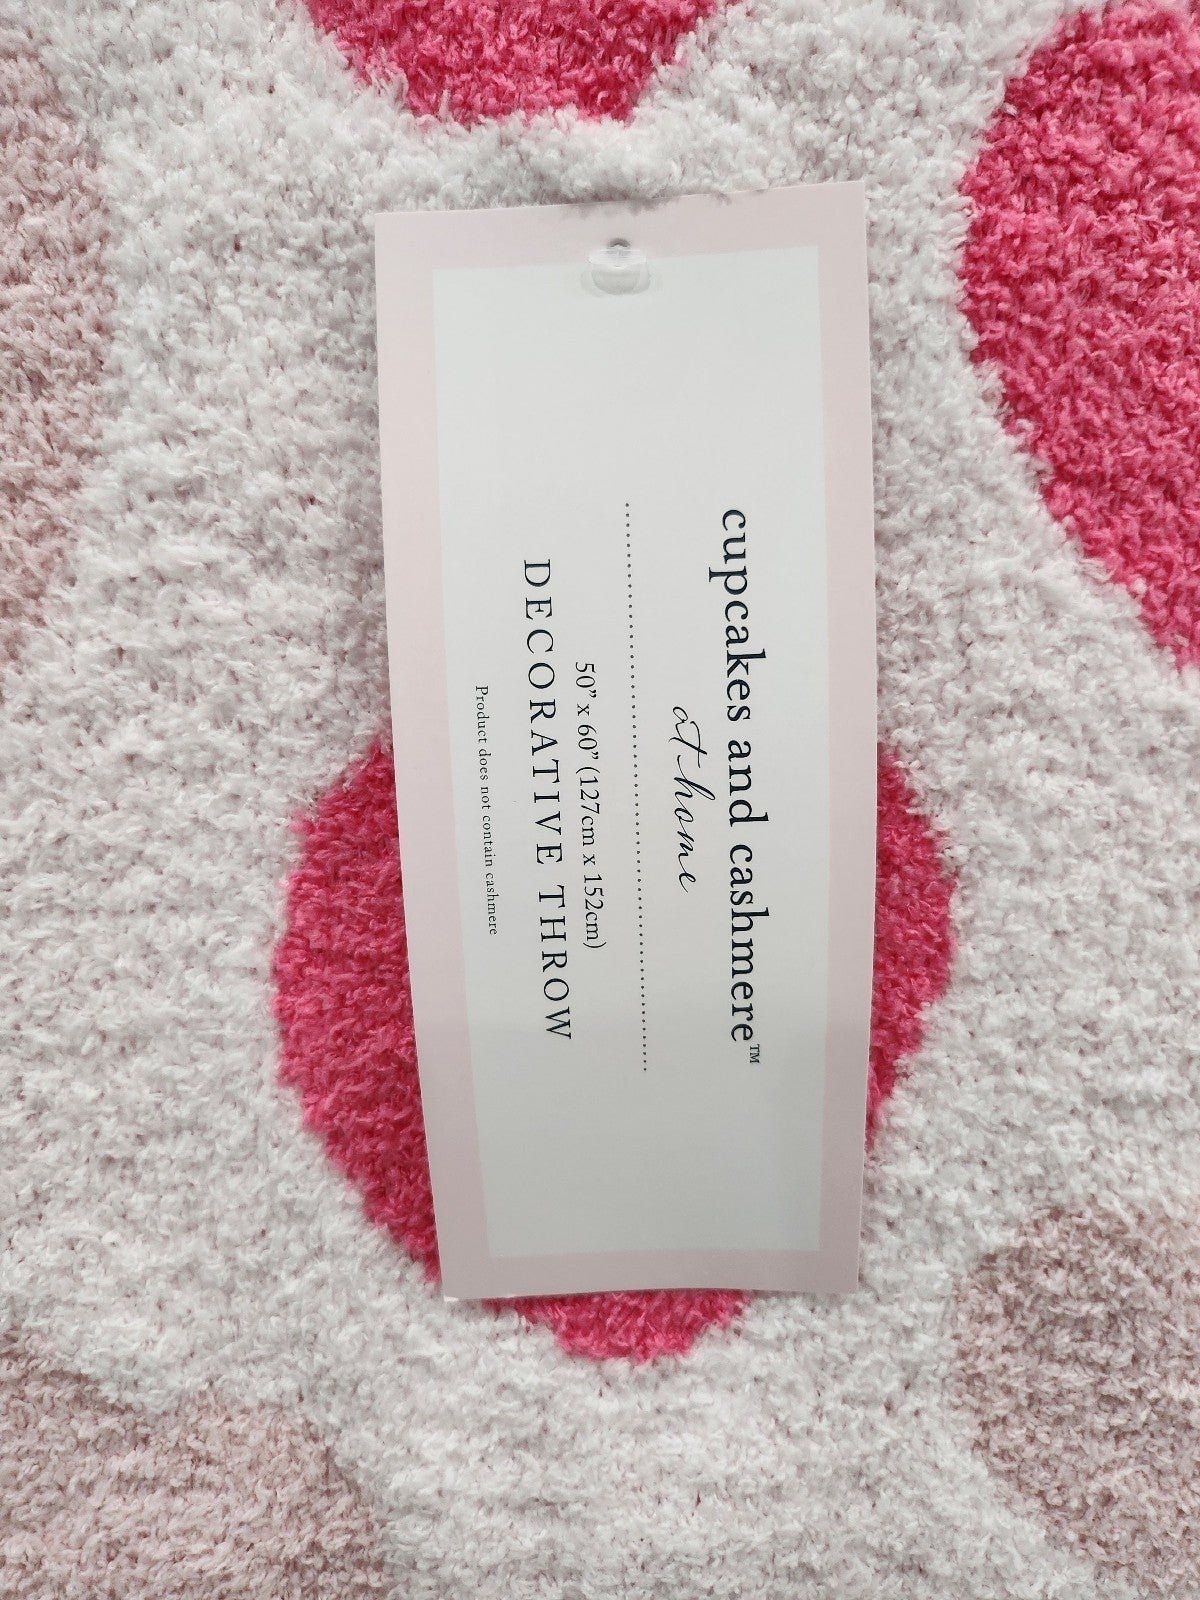 cupcakes and cashmere™
at home
50” x 60” (127cm x 152cm)
DECORATIVE THROW
Product does not contain cashmere